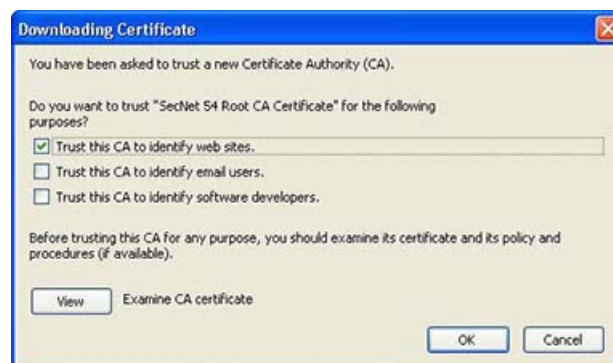 Downloading Certificate
You have been asked to trust a new Certificate Authority (CA).
Do you want to trust "SecNet 54 Root CA Certificate" for the following
purposes?
Trust this CA to identify web sites.
Trust this CA to identify email users.
Trust this CA to identify software developers.
Before trusting this CA for any purpose, you should examine its certificate and its policy and
procedures (if available).
View Examine CA certificate
OK Cancel